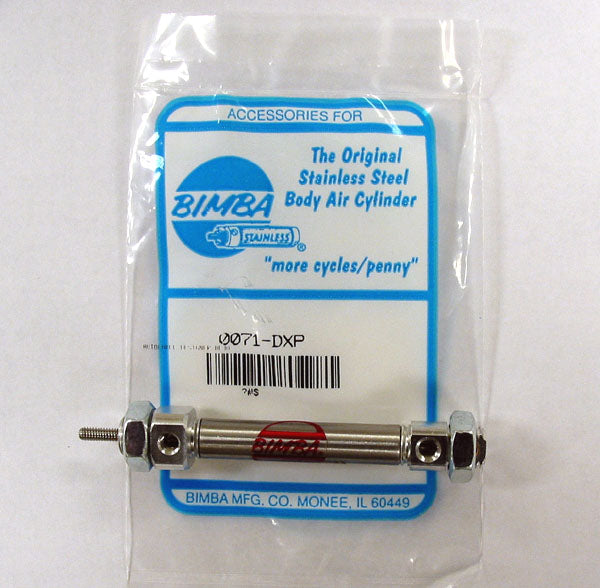 ACCESSORIES FOR
The Original
Stainless Steel
Body Air Cylinder
BIMBA
STAINLESS
®
"more cycles/penny"
0071-DXP
BIMBA
BIMBA MFG. CO. MONEE, IL 60449